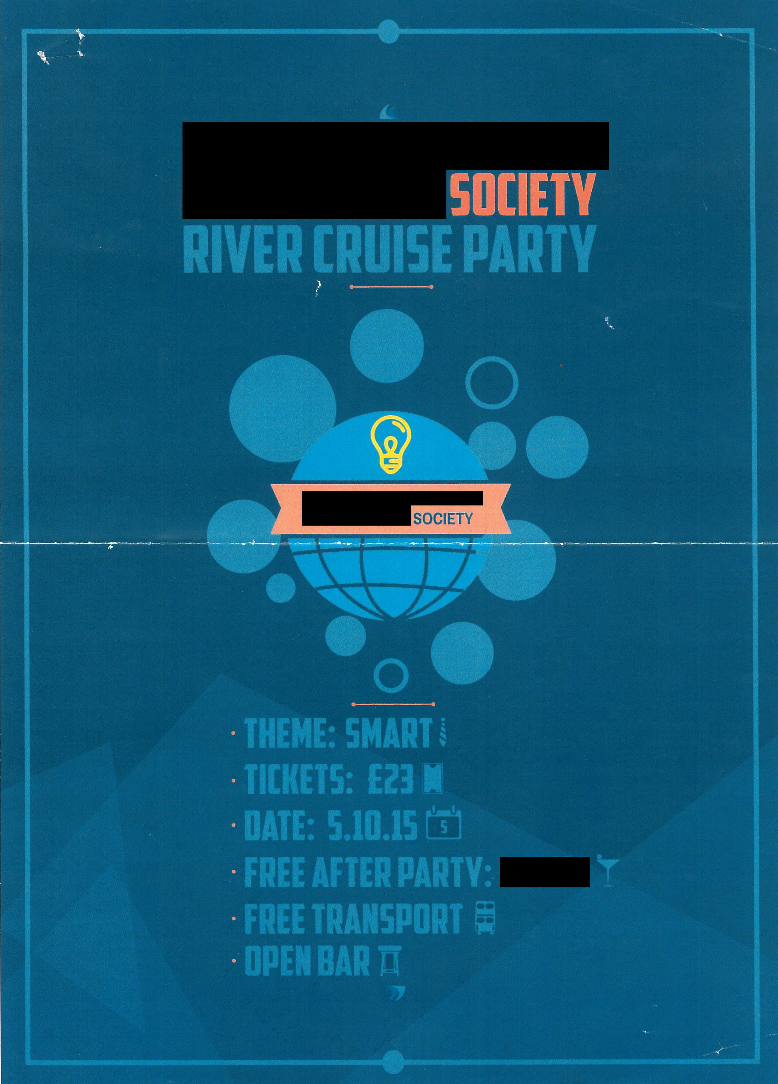 SOCIETY
RIVER CRUISE PARTY
SOCIETY
THEME: SMART
TICKETS: £23
DATE: 5.10.15 5
FREE AFTER PARTY:
FREE TRANSPORT
OPEN BAR